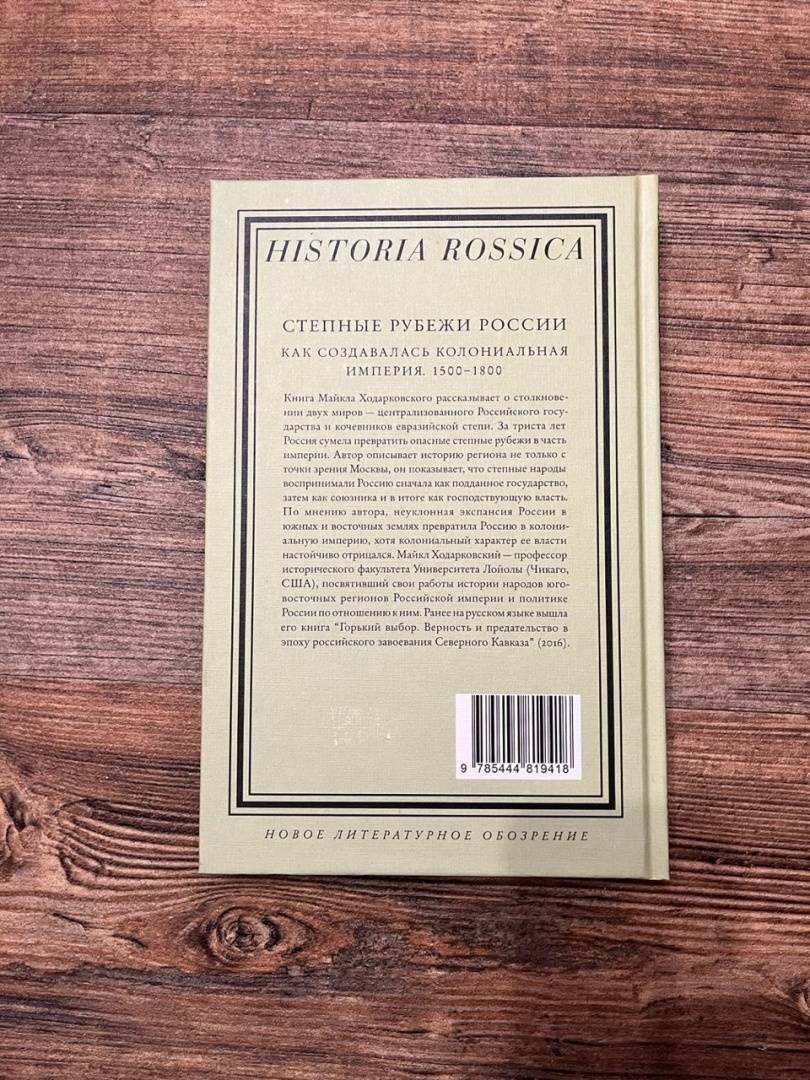 HISTORIA ROSSICA
СТЕПНЫЕ РУБЕЖИ РОССИИ
КАК СОЗДАВАЛАСЬ КОЛОНИАЛЬНАЯ
ИМПЕРИЯ. 1500–1800
Книга Майкла Ходарковского рассказывает о столкнове-
нии двух миров — централизованного Российского госу-
дарства и кочевников евразийской степи. За триста лет
Россия сумела превратить опасные степные рубежи в часть
империи. Автор описывает историю региона не только с
точки зрения Москвы, он показывает, что степные народы
воспринимали Россию сначала как подданное государство,
затем как союзника и в итоге как господствующую власть.
По мнению автора, неуклонная экспансия России в
южных и восточных землях превратила Россию в колони-
альную империю, хотя колониальный характер ее власти
настойчиво отрицался. Майкл Ходарковский — профессор
исторического факультета Университета Лойолы (Чикаго,
США), посвятивший свои работы истории народов юго-
восточных регионов Российской империи и политике
России по отношению к ним. Ранее на русском языке вышла
его книга "Горький выбор. Верность и предательство в
эпоху российского завоевания Северного Кавказа" (2016).
9 785444 819418
НОВОЕ ЛИТЕРАТУРНОЕ ОБОЗРЕНИЕ